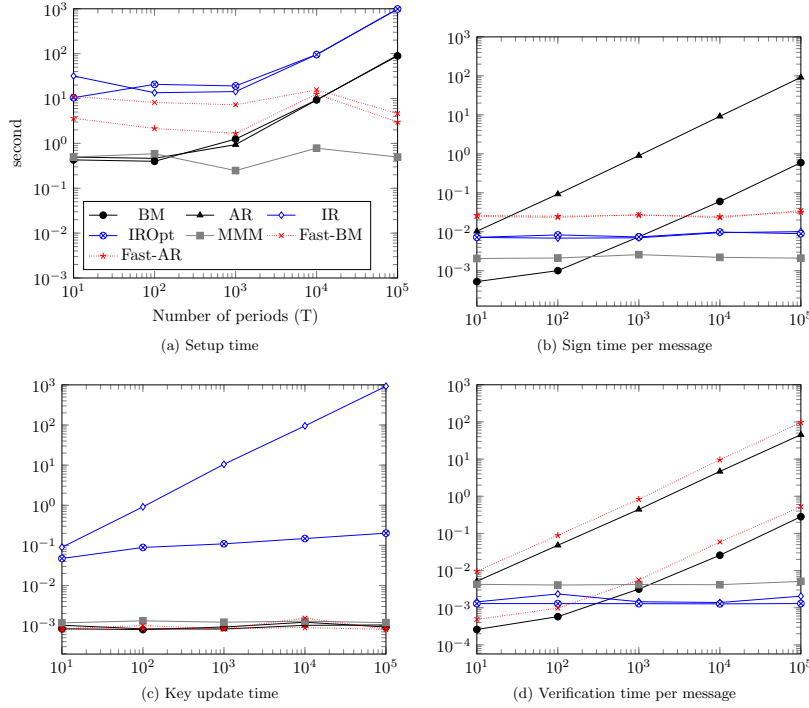 10^3
10^2
10^1
10^0
10^−1
10^−2
10^−3
second
BM AR IR
IROpt MMM Fast-BM
Fast-AR
10^1 10^2 10^3 10^4 10^5
Number of periods (T)
(a) Setup time
10^3
10^2
10^1
10^0
10^−1
10^−2
10^−3
10^1 10^2 10^3 10^4 10^5
(b) Sign time per message
10^3
10^2
10^1
10^0
10^−1
10^−2
10^−3
10^1 10^2 10^3 10^4 10^5
(c) Key update time
10^3
10^2
10^1
10^0
10^−1
10^−2
10^−3
10^−4
10^1 10^2 10^3 10^4 10^5
(d) Verification time per message